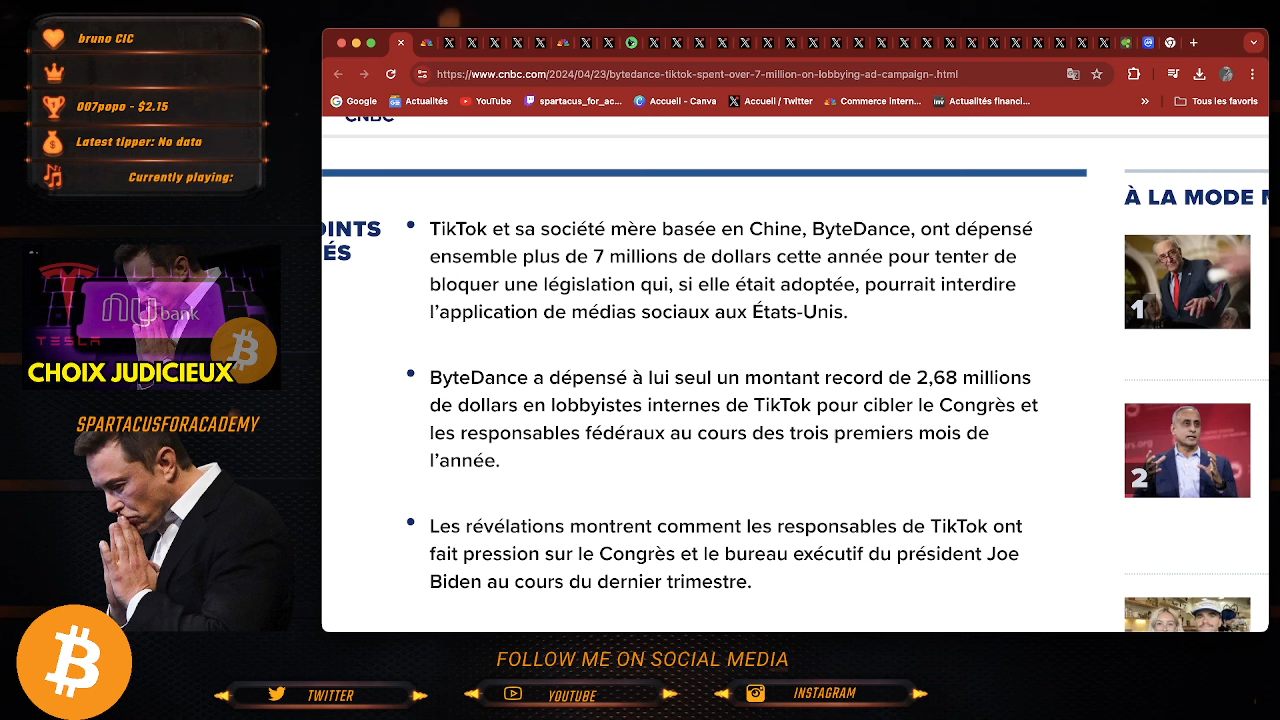 bruno CIC
007popo - $2.15
Latest tipper: No data
Currently playing:
TESLA
nu bank
CHOIX JUDICIEUX
SPARTACUSFORACADEMY
https://www.cnbc.com/2024/04/23/bytedance-tiktok-spent-over-7-million-on-lobbying-ad-campaign-.html
Google
Actualités
YouTube
spartacus_for_ac...
Accueil - Canva
Accueil / Twitter
Commerce intern...
Actualités financi...
»
Tous les favoris
CNBC
OINTS
ÉS
• TikTok et sa société mère basée en Chine, ByteDance, ont dépensé
ensemble plus de 7 millions de dollars cette année pour tenter de
bloquer une législation qui, si elle était adoptée, pourrait interdire
l’application de médias sociaux aux États-Unis.
• ByteDance a dépensé à lui seul un montant record de 2,68 millions
de dollars en lobbyistes internes de TikTok pour cibler le Congrès et
les responsables fédéraux au cours des trois premiers mois de
l’année.
• Les révélations montrent comment les responsables de TikTok ont
fait pression sur le Congrès et le bureau exécutif du président Joe
Biden au cours du dernier trimestre.
À LA MODE
1
2
FOLLOW ME ON SOCIAL MEDIA
TWITTER
YOUTUBE
INSTAGRAM